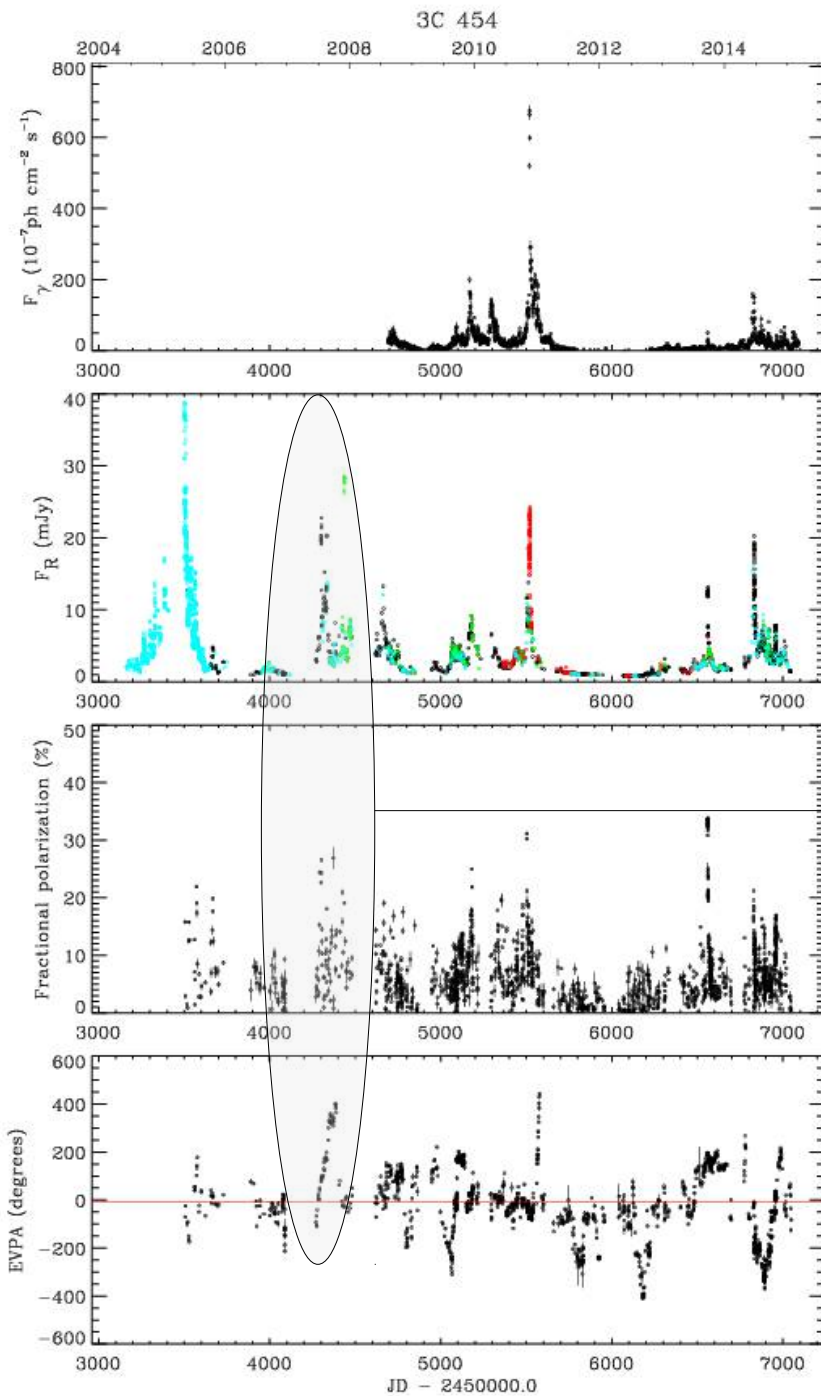 3C 454
2004 2006 2008 2010 2012 2014
F_γ (10⁻⁷ph cm⁻² s⁻¹)
800
600
400
200
0
3000 4000 5000 6000 7000
F_R (mJy)
40
30
20
10
0
3000 4000 5000 6000 7000
Fractional polarization (%)
50
40
30
20
10
0
3000 4000 5000 6000 7000
EVPA (degrees)
600
400
200
0
−200
−400
−600
3000 4000 5000 6000 7000
JD − 2450000.0